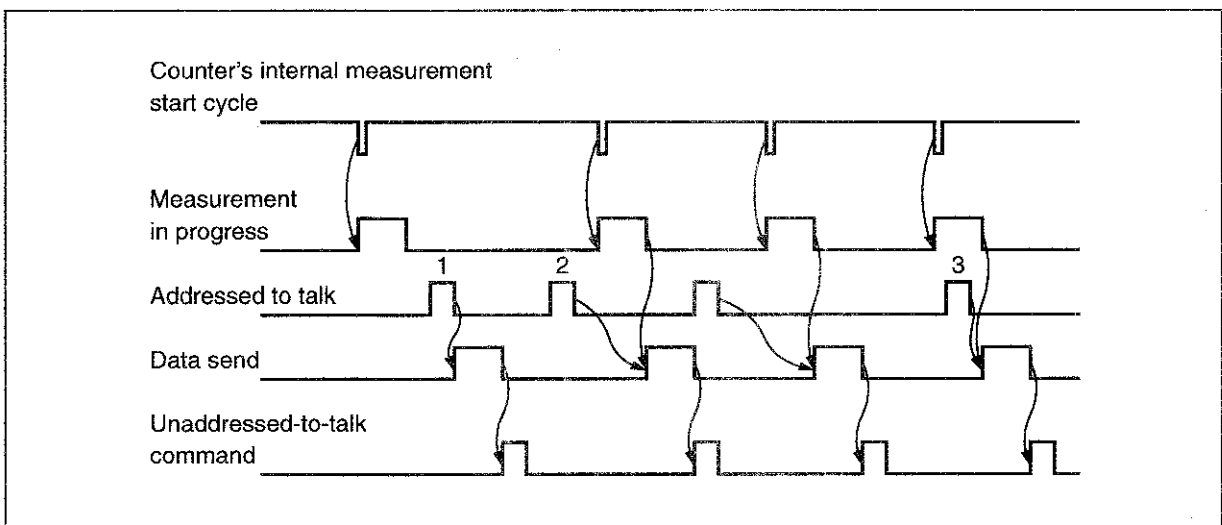 Counter's internal measurement
start cycle
Measurement
in progress
1
2
3
Addressed to talk
Data send
Unaddressed-to-talk
command